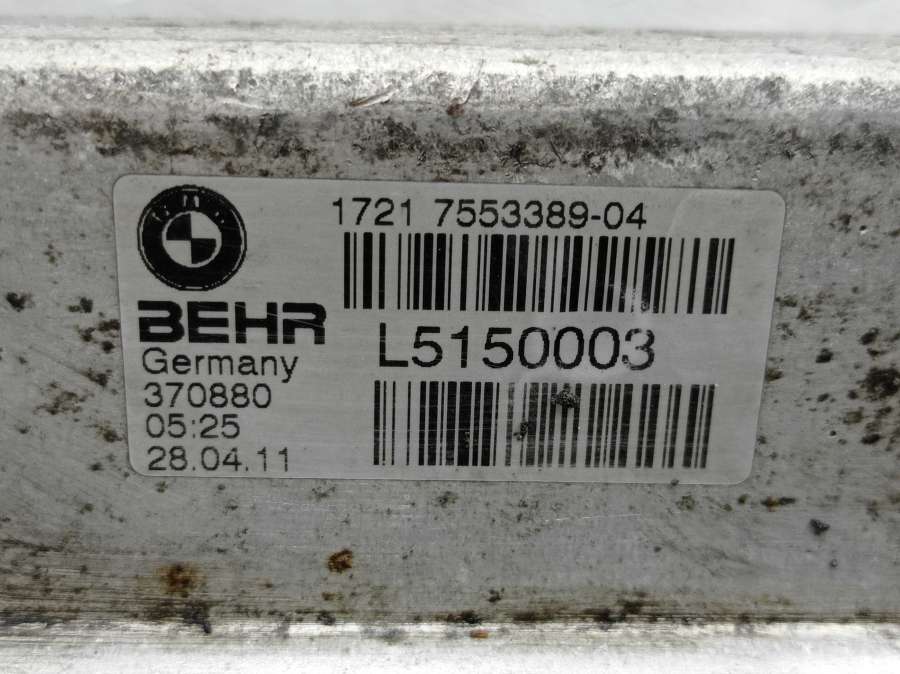 1721 7553389-04
BEHR
L5150003
Germany
370880
05:25
28.04.11